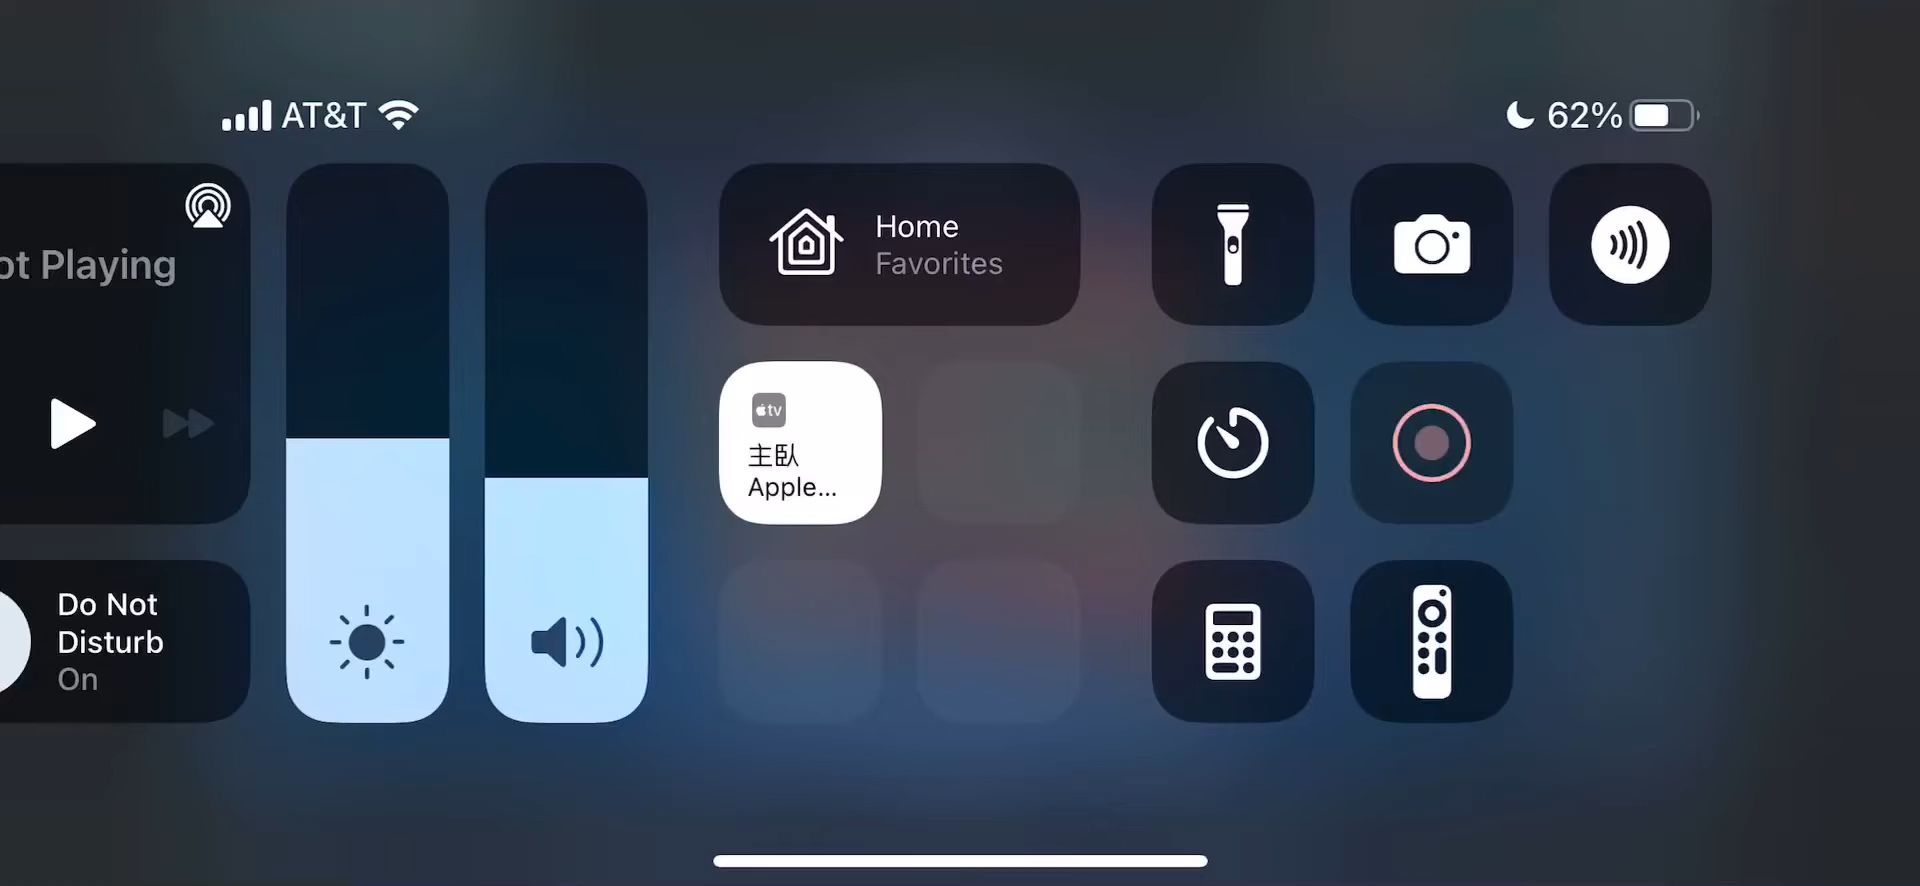 AT&T
62%
ot Playing
Home
Favorites
tv
主臥
Apple...
Do Not
Disturb
On